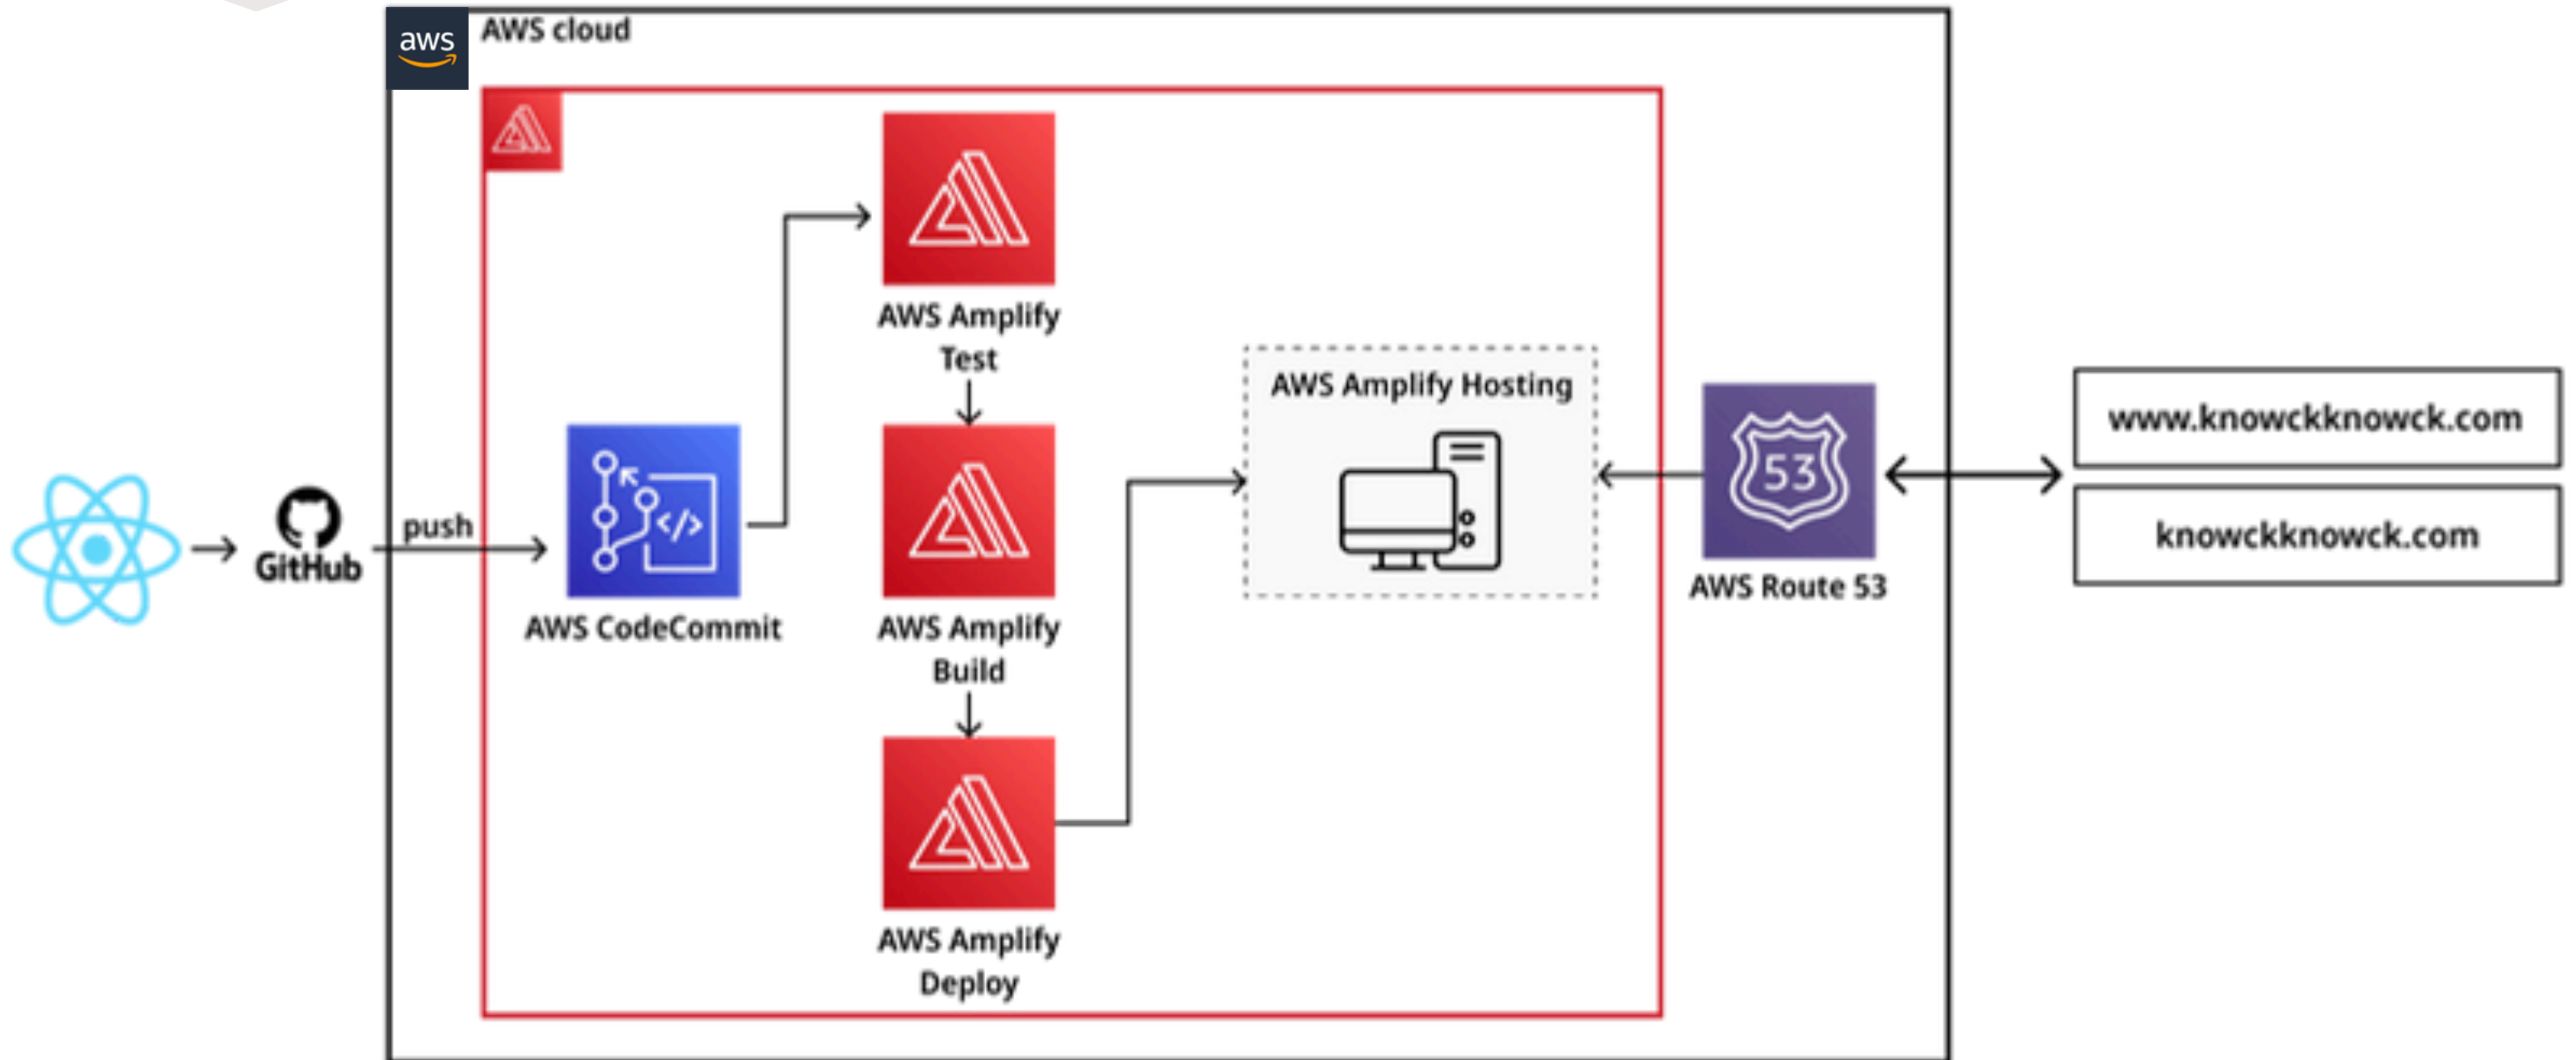 aws
AWS cloud
AWS Amplify
Test
AWS Amplify Hosting
www.knowckknowck.com
53
push
</>
GitHub
knowckknowck.com
AWS Route 53
AWS CodeCommit
AWS Amplify
Build
AWS Amplify
Deploy